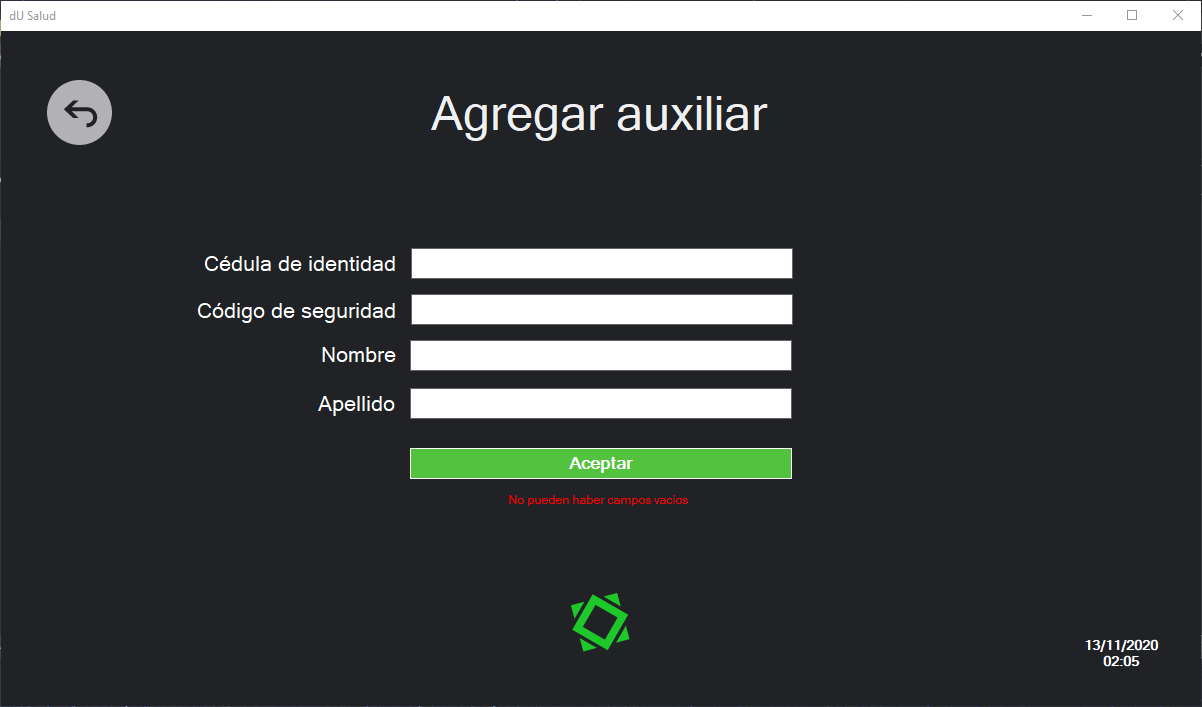 dU Salud
Agregar auxiliar
Cédula de identidad
Código de seguridad
Nombre
Apellido
Aceptar
No pueden haber campos vacíos
13/11/2020
02:05